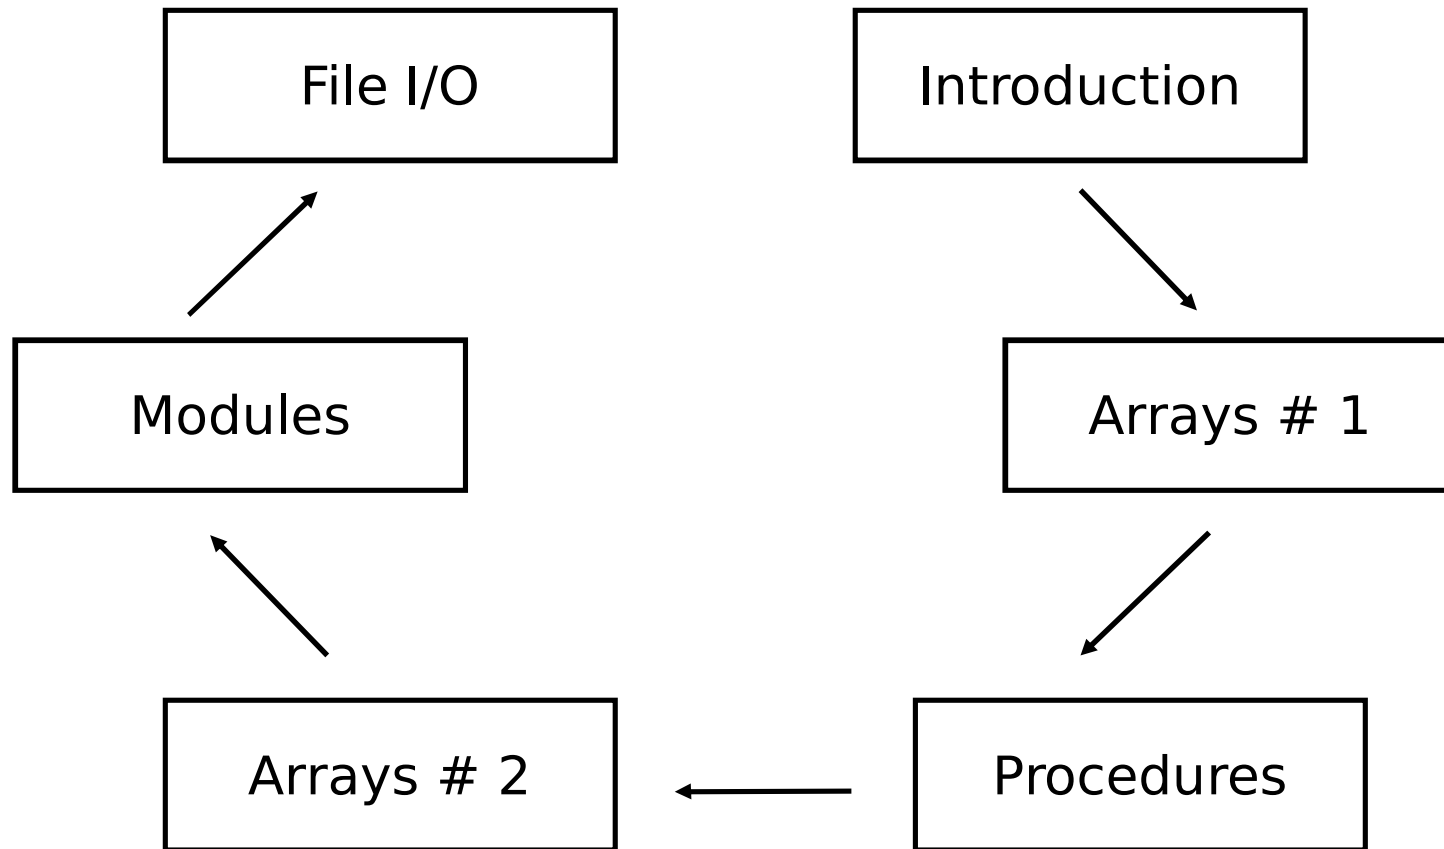 File I/O
Introduction
Modules
Arrays # 1
Arrays # 2
Procedures